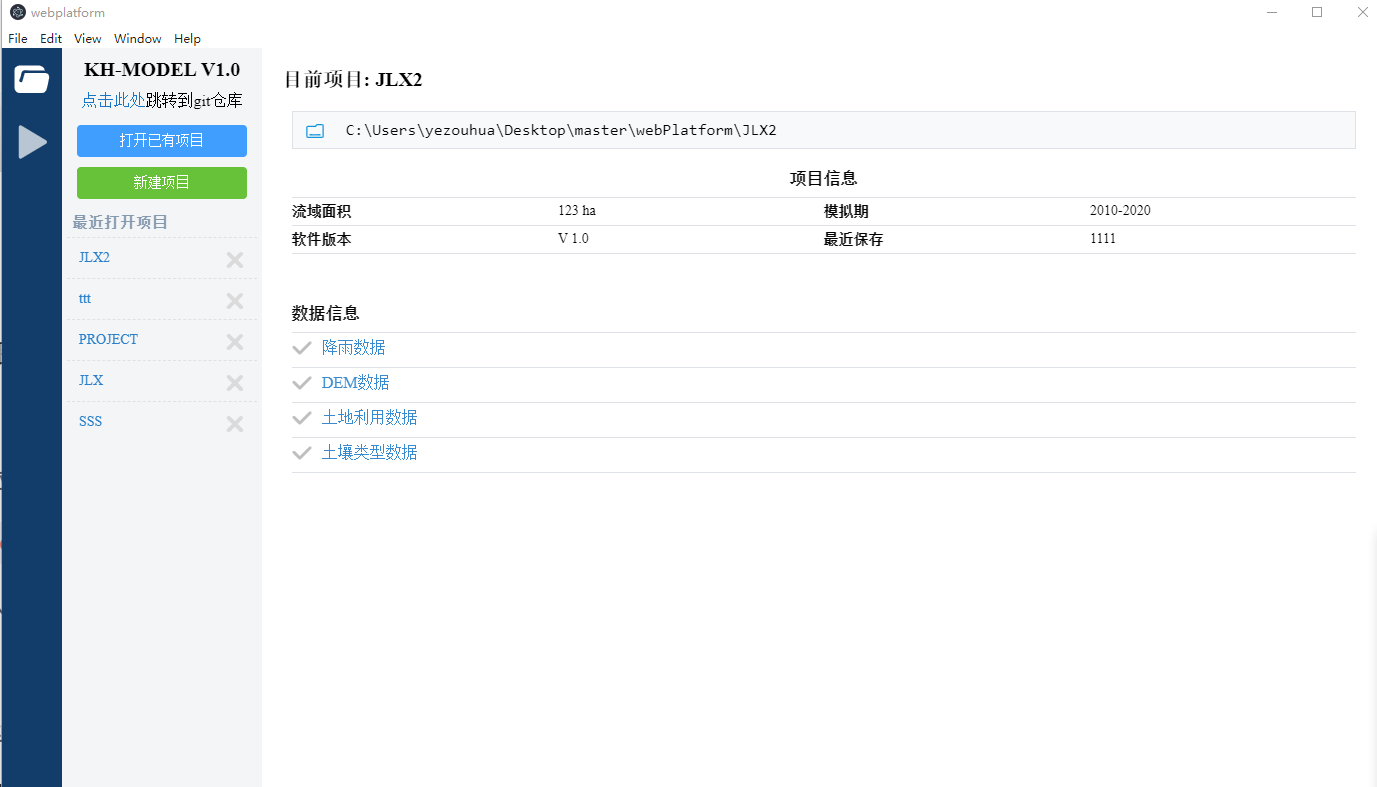 webplatform
File Edit View Window Help
KH-MODEL V1.0
点击此处跳转到git仓库
打开已有项目
新建项目
最近打开项目
JLX2
ttt
PROJECT
JLX
SSS
目前项目: JLX2
C:\Users\yezouhua\Desktop\master\webPlatform\JLX2
项目信息
流域面积 123 ha 模拟期 2010-2020
软件版本 V 1.0 最近保存 1111
数据信息
降雨数据
DEM数据
土地利用数据
土壤类型数据